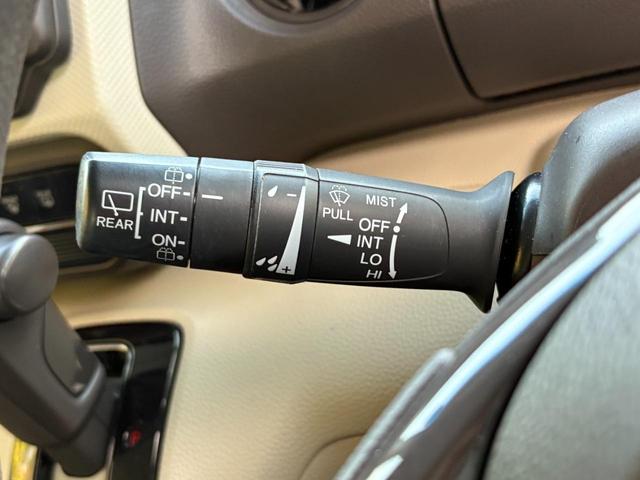 REAR
OFF
INT
ON
-
+
PULL
MIST
OFF
INT
LO
HI